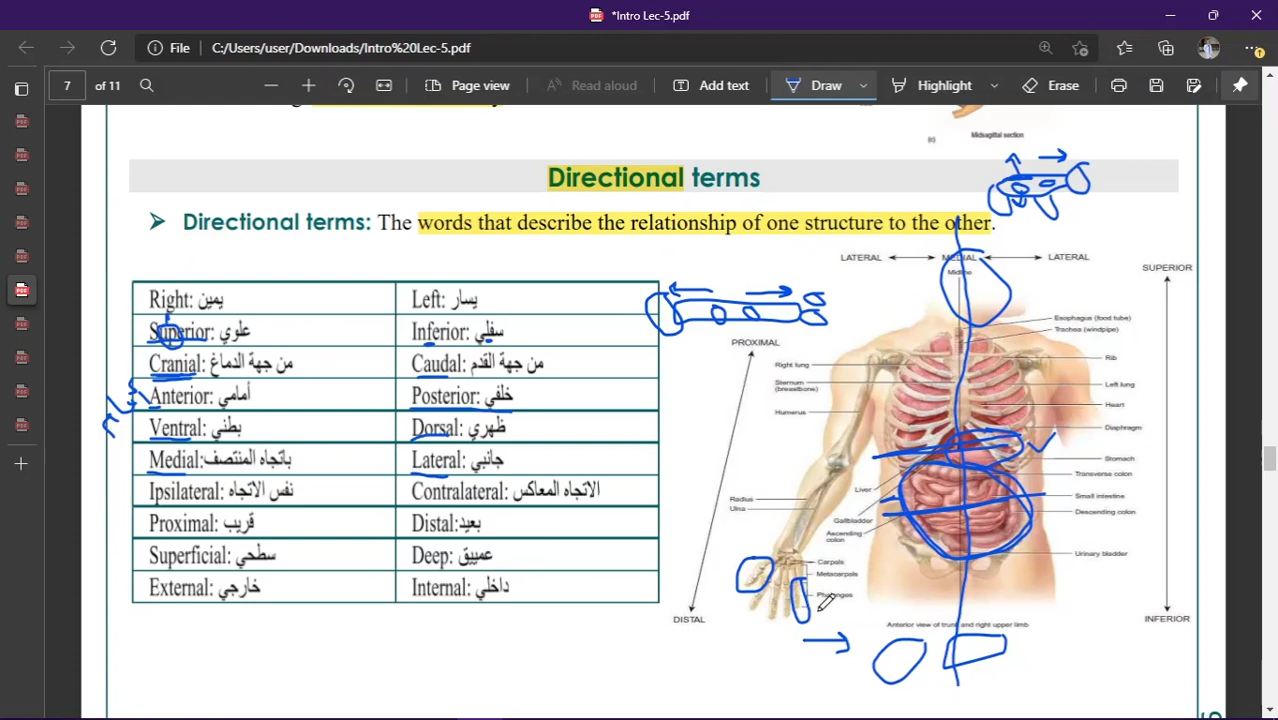 *Intro Lec-5.pdf
File C:/Users/user/Downloads/Intro%20Lec-5.pdf
7 of 11 Page view Read aloud Add text Draw Highlight Erase
(c) Midsagittal section
Directional terms
Directional terms: The words that describe the relationship of one structure to the other.
Right: يمين Left: يسار
Superior: علوي Inferior: سفلي
Cranial: من جهة الدماغ Caudal: من جهة القدم
Anterior: أمامي Posterior: خلفي
Ventral: بطني Dorsal: ظهري
Medial: باتجاه المنتصف Lateral: جانبي
Ipsilateral: نفس الاتجاه Contralateral: الاتجاه المعاكس
Proximal: قريب Distal: بعيد
Superficial: سطحي Deep: عميق
External: خارجي Internal: داخلي
LATERAL MEDIAL LATERAL
Midline
SUPERIOR
Esophagus (food tube)
Trachea (windpipe)
PROXIMAL
Rib
Right lung
Sternum
(breastbone)
Left lung
Humerus
Heart
Diaphragm
Stomach
Transverse colon
Liver
Radius
Small intestine
Ulna
Descending colon
Gallbladder
Ascending
colon
Urinary bladder
Carpals
Metacarpals
Phalanges
DISTAL
INFERIOR
Anterior view of trunk and right upper limb